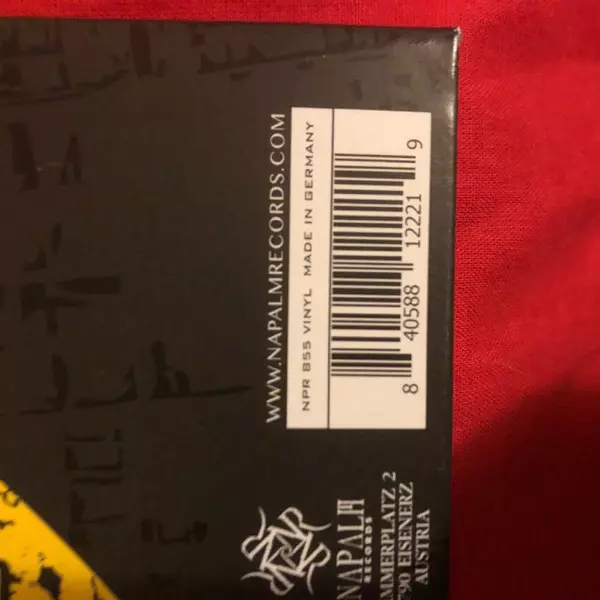 WWW.NAPALMRECORDS.COM
NPR 855 VINYL MADE IN GERMANY
8 40588 12221 9
NAPALM
RECORDS
AMMERPLATZ 2
790 EISENERZ
AUSTRIA